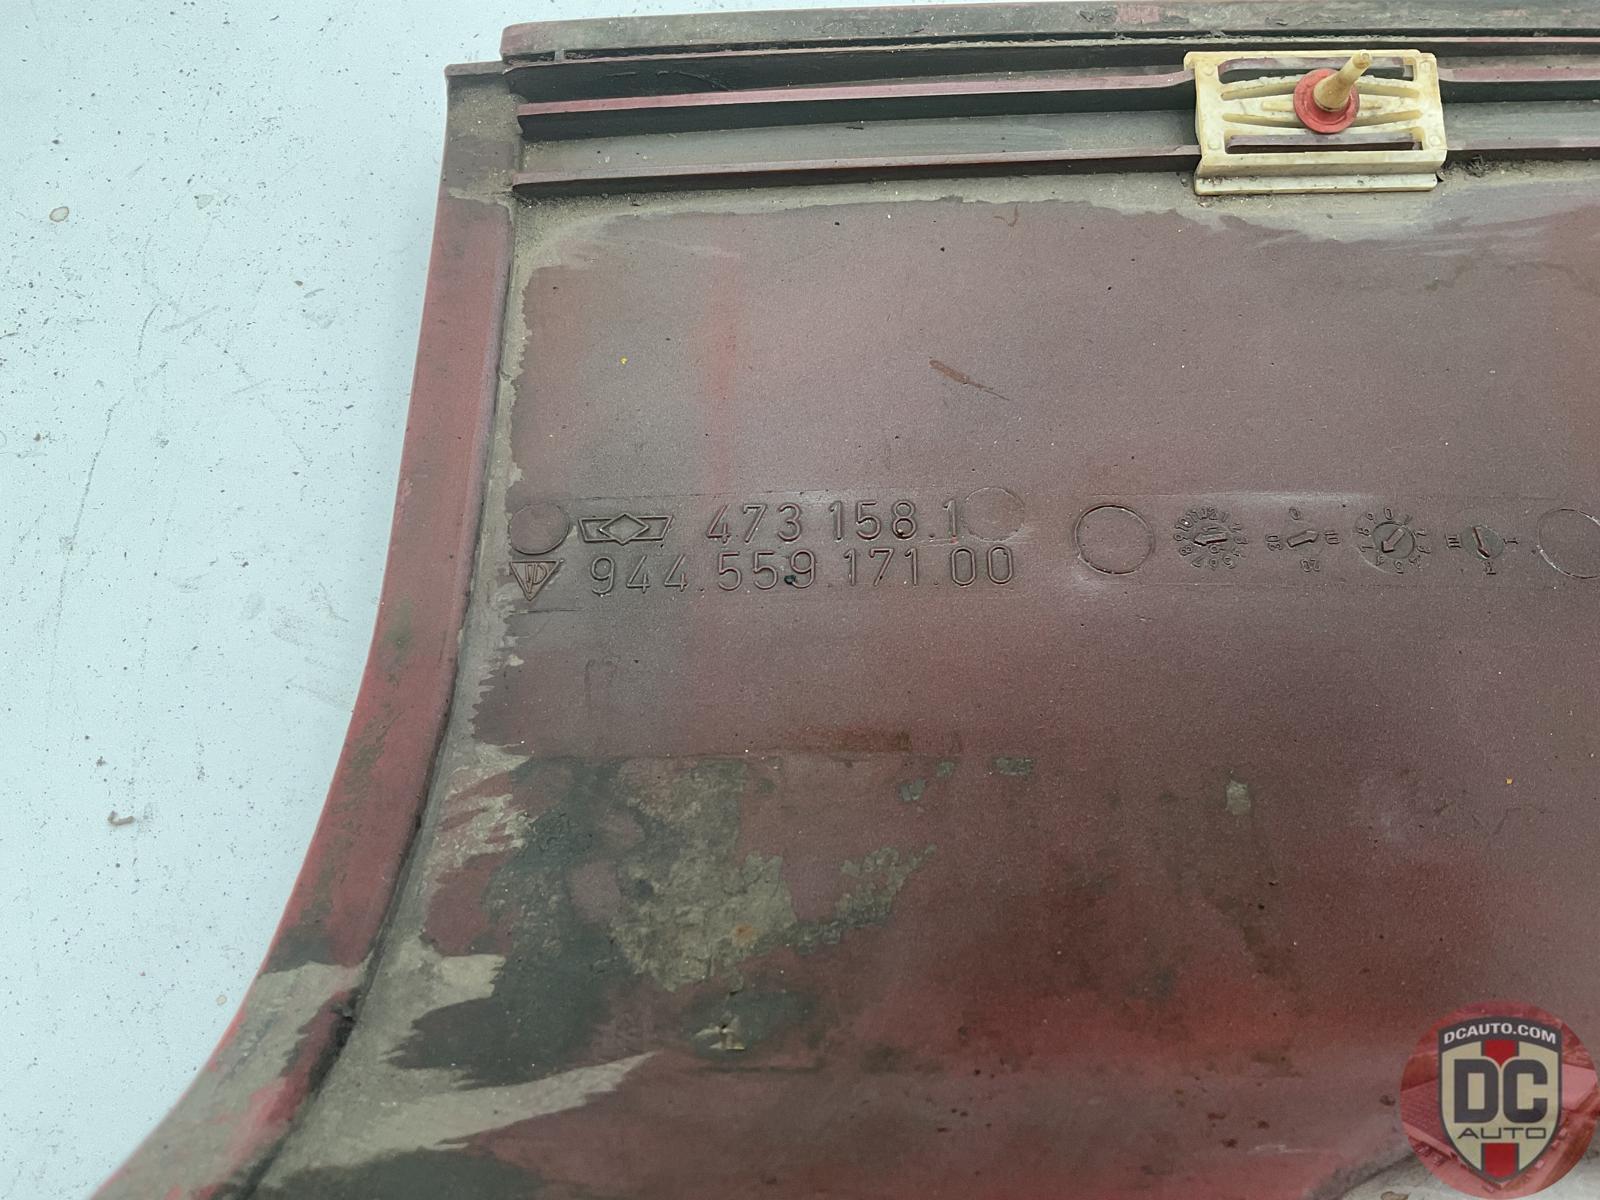 473 158.1
944.559.171.00
DCAUTO.COM
DC
AUTO